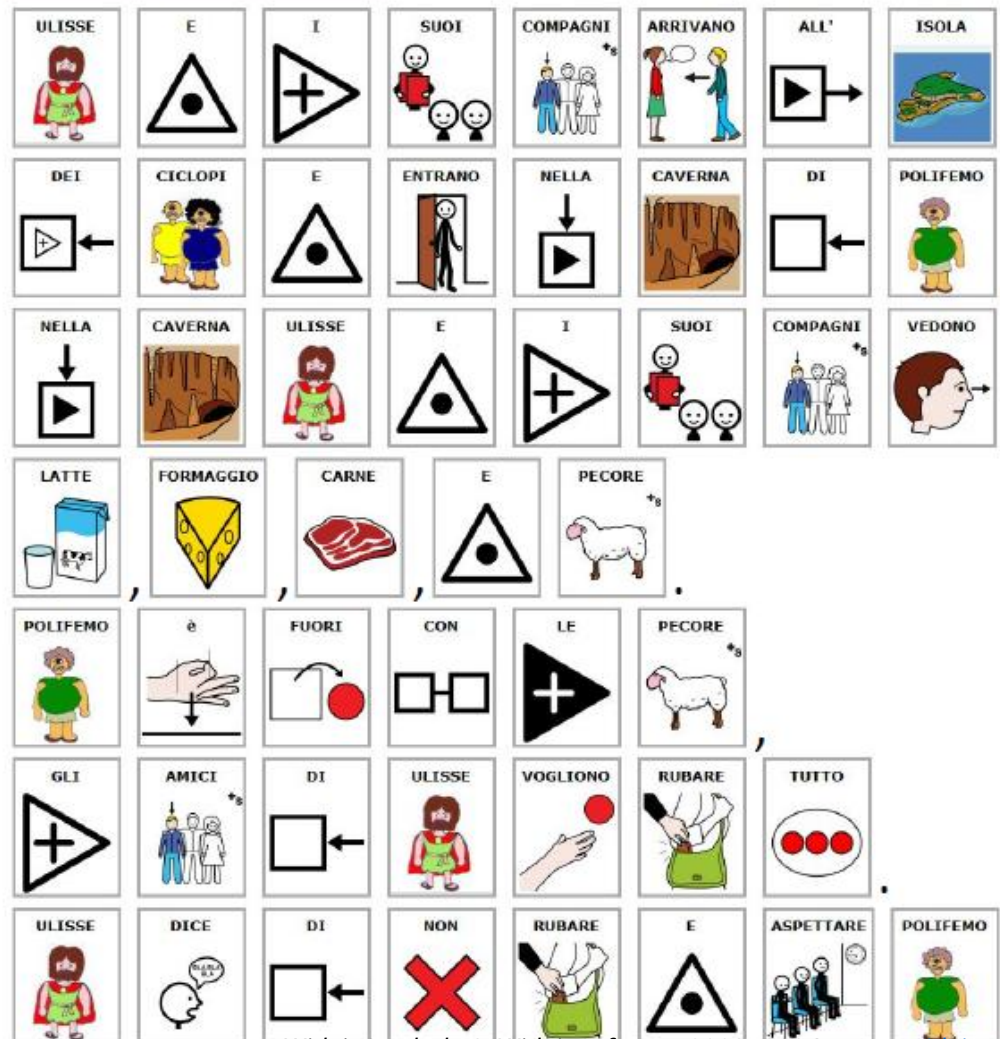 ULISSE E I SUOI COMPAGNI ARRIVANO ALL' ISOLA
DEI CICLOPI E ENTRANO NELLA CAVERNA DI POLIFEMO
NELLA CAVERNA ULISSE E I SUOI COMPAGNI VEDONO
LATTE, FORMAGGIO, CARNE, E PECORE.
POLIFEMO è FUORI CON LE PECORE,
GLI AMICI DI ULISSE VOGLIONO RUBARE TUTTO.
ULISSE DICE DI NON RUBARE E ASPETTARE POLIFEMO